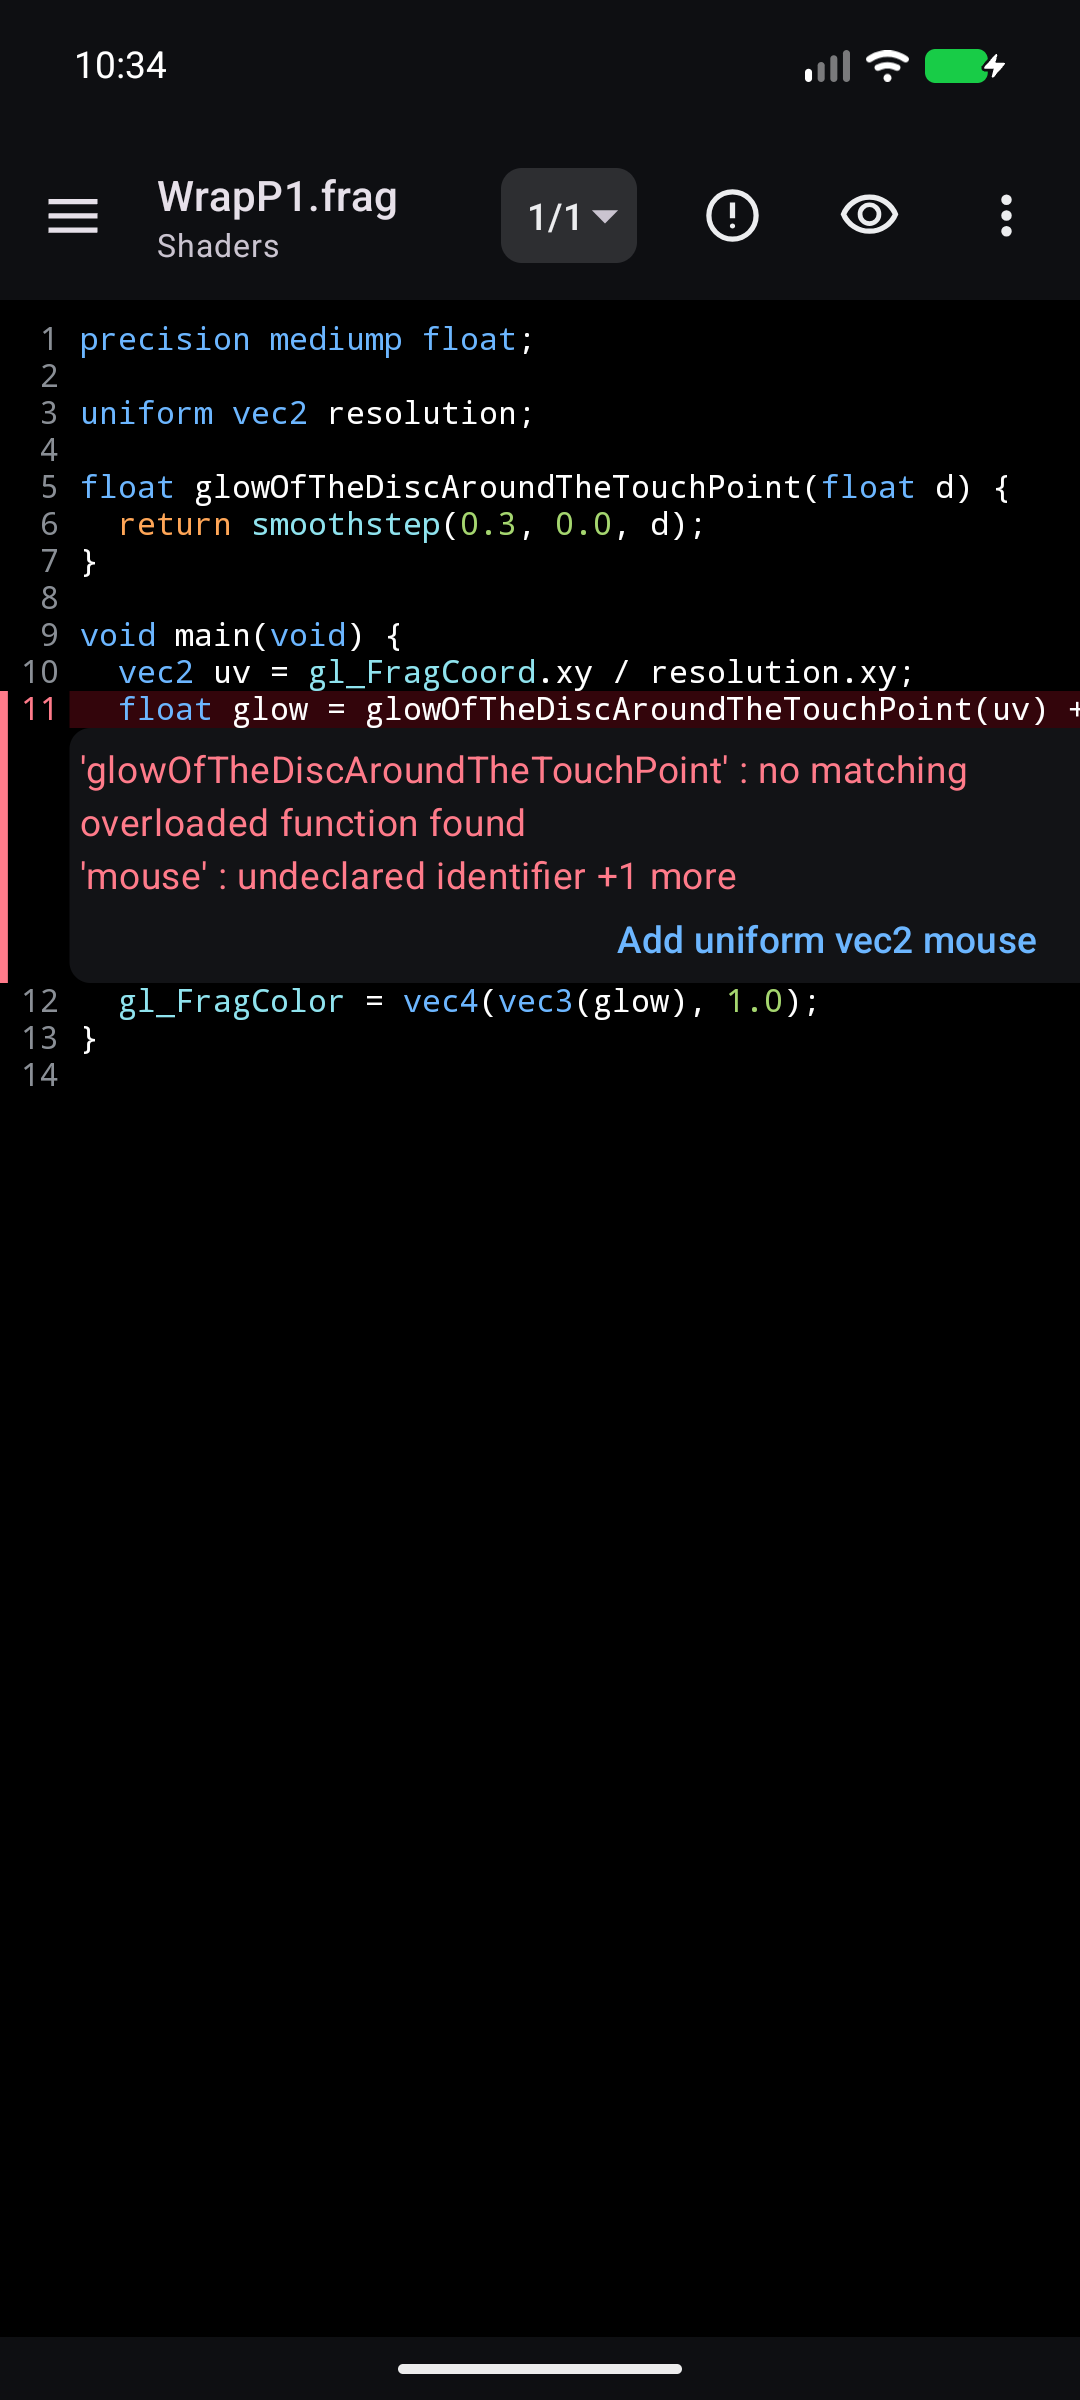 10:34
WrapP1.frag
Shaders
1/1
1 precision mediump float;
2
3 uniform vec2 resolution;
4
5 float glowOfTheDiscAroundTheTouchPoint(float d) {
6   return smoothstep(0.3, 0.0, d);
7 }
8
9 void main(void) {
10   vec2 uv = gl_FragCoord.xy / resolution.xy;
11   float glow = glowOfTheDiscAroundTheTouchPoint(uv) +
'glowOfTheDiscAroundTheTouchPoint' : no matching
overloaded function found
'mouse' : undeclared identifier +1 more
Add uniform vec2 mouse
12   gl_FragColor = vec4(vec3(glow), 1.0);
13 }
14